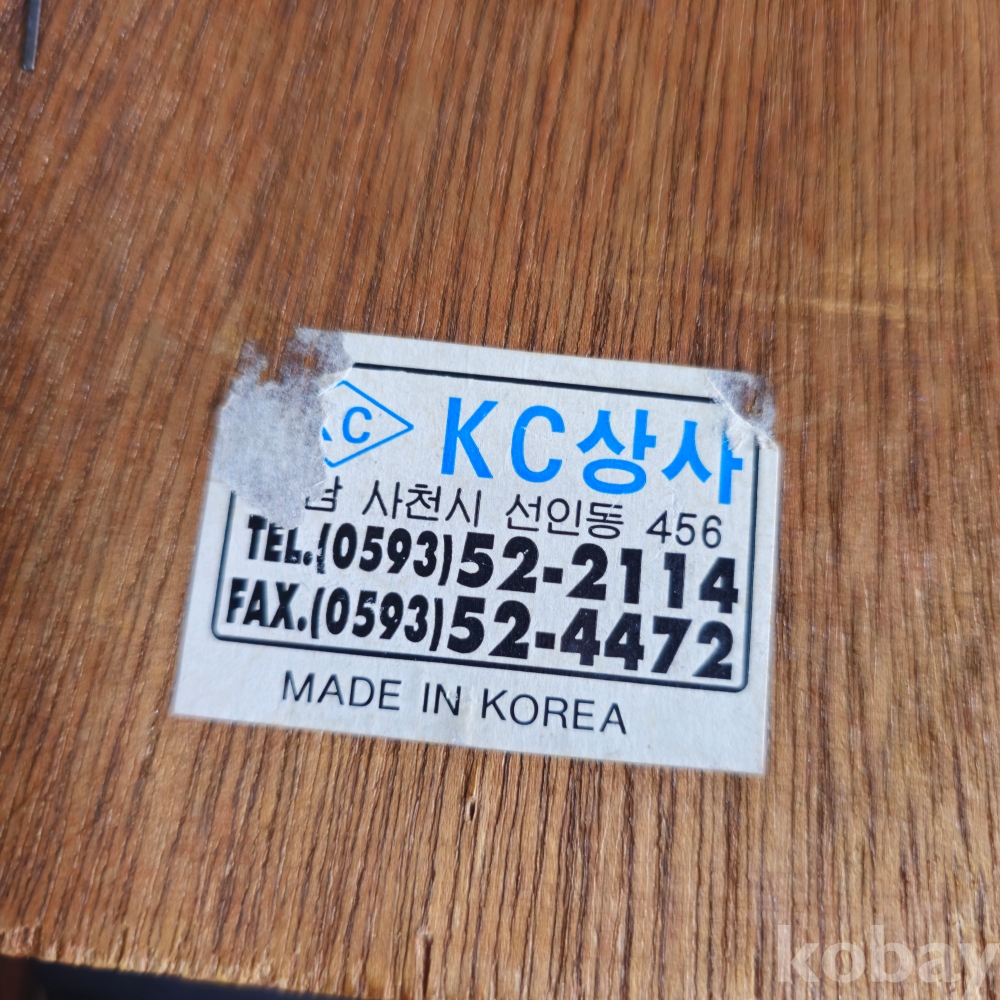 C
KC상사
사천시 선인동 456
TEL.(0593)52-2114
FAX.(0593)52-4472
MADE IN KOREA
kobay